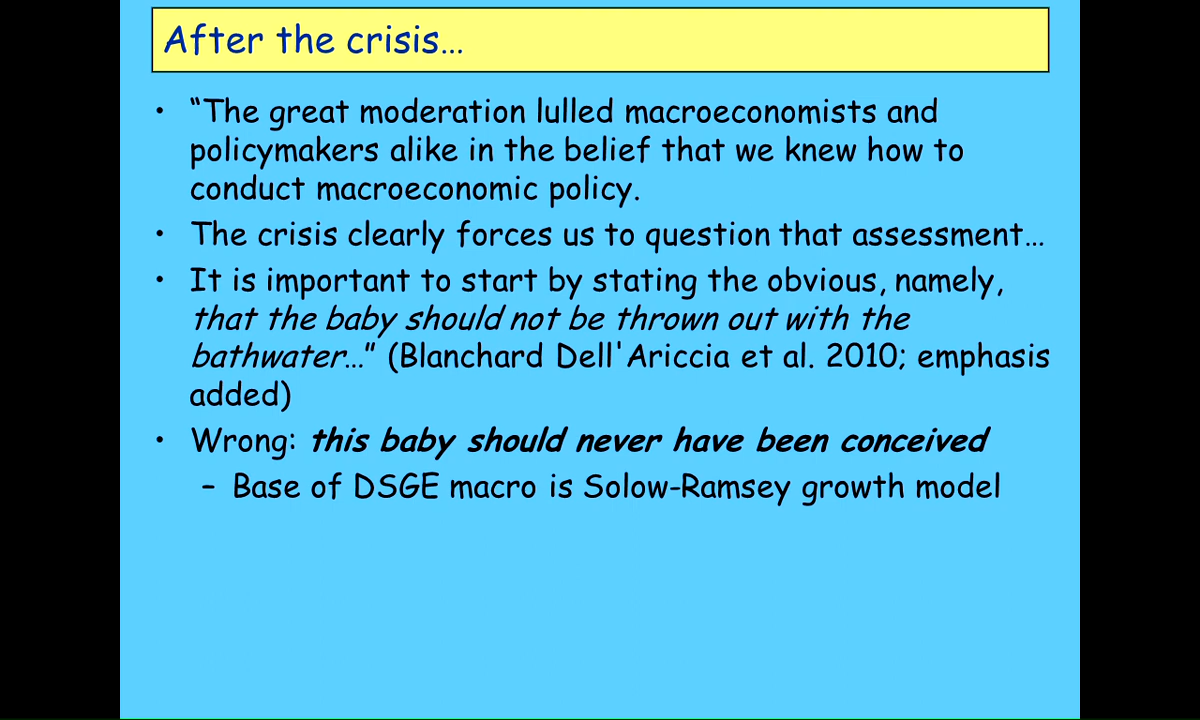 After the crisis…
• “The great moderation lulled macroeconomists and
policymakers alike in the belief that we knew how to
conduct macroeconomic policy.
• The crisis clearly forces us to question that assessment…
• It is important to start by stating the obvious, namely,
that the baby should not be thrown out with the
bathwater…” (Blanchard Dell'Ariccia et al. 2010; emphasis
added)
• Wrong: this baby should never have been conceived
– Base of DSGE macro is Solow-Ramsey growth model